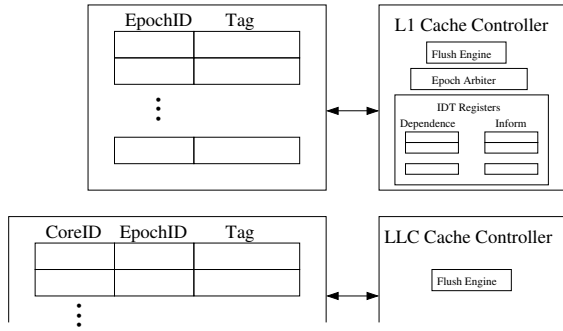 EpochID Tag
L1 Cache Controller
Flush Engine
Epoch Arbiter
IDT Registers
Dependence Inform
CoreID EpochID Tag
LLC Cache Controller
Flush Engine